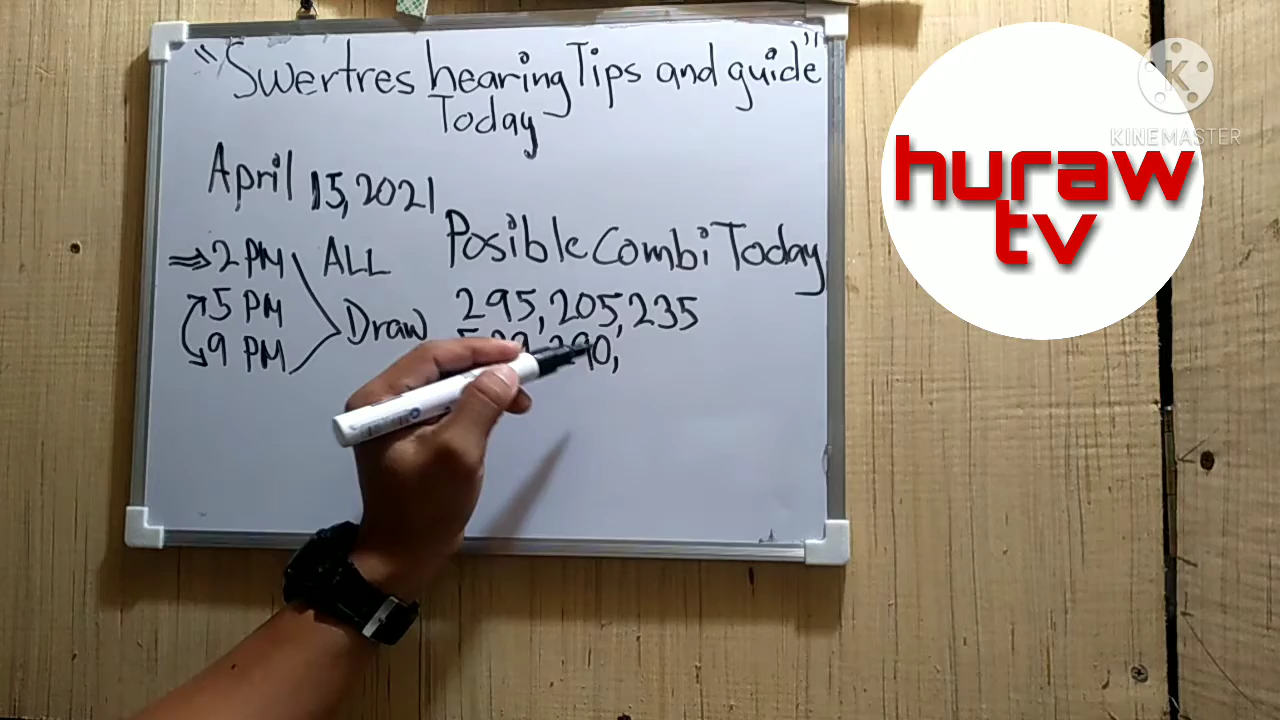 "Swertres hearing Tips and guide"
Today
April 15, 2021
Posible Combi Today
2 PM ALL
5 PM
Draw
9 PM
295, 205, 235
290,
huraw
tv
K
KINEMASTER